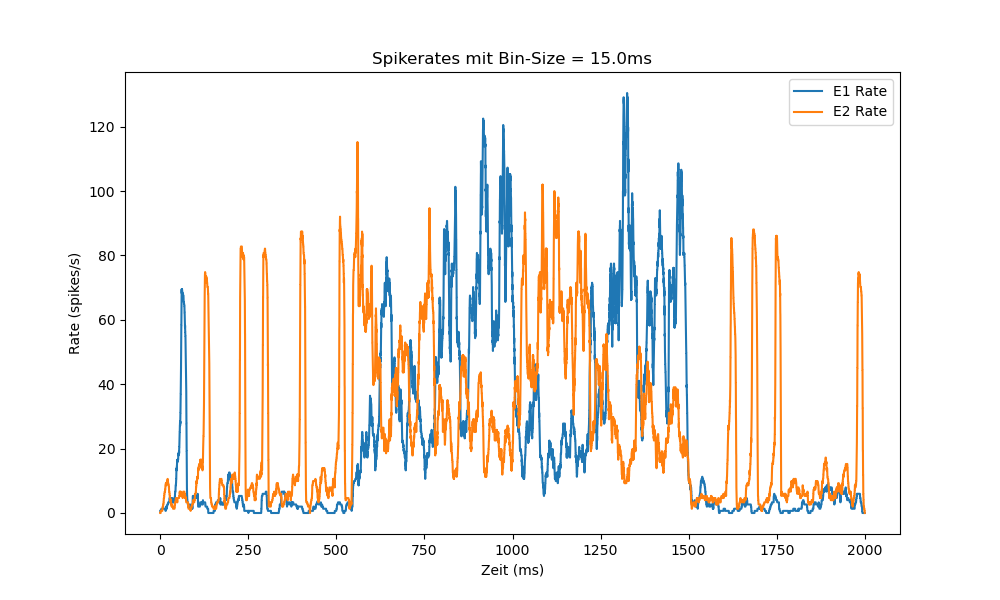 Spikerates mit Bin-Size = 15.0ms
E1 Rate
E2 Rate
Rate (spikes/s)
120
100
80
60
40
20
0
0 250 500 750 1000 1250 1500 1750 2000
Zeit (ms)